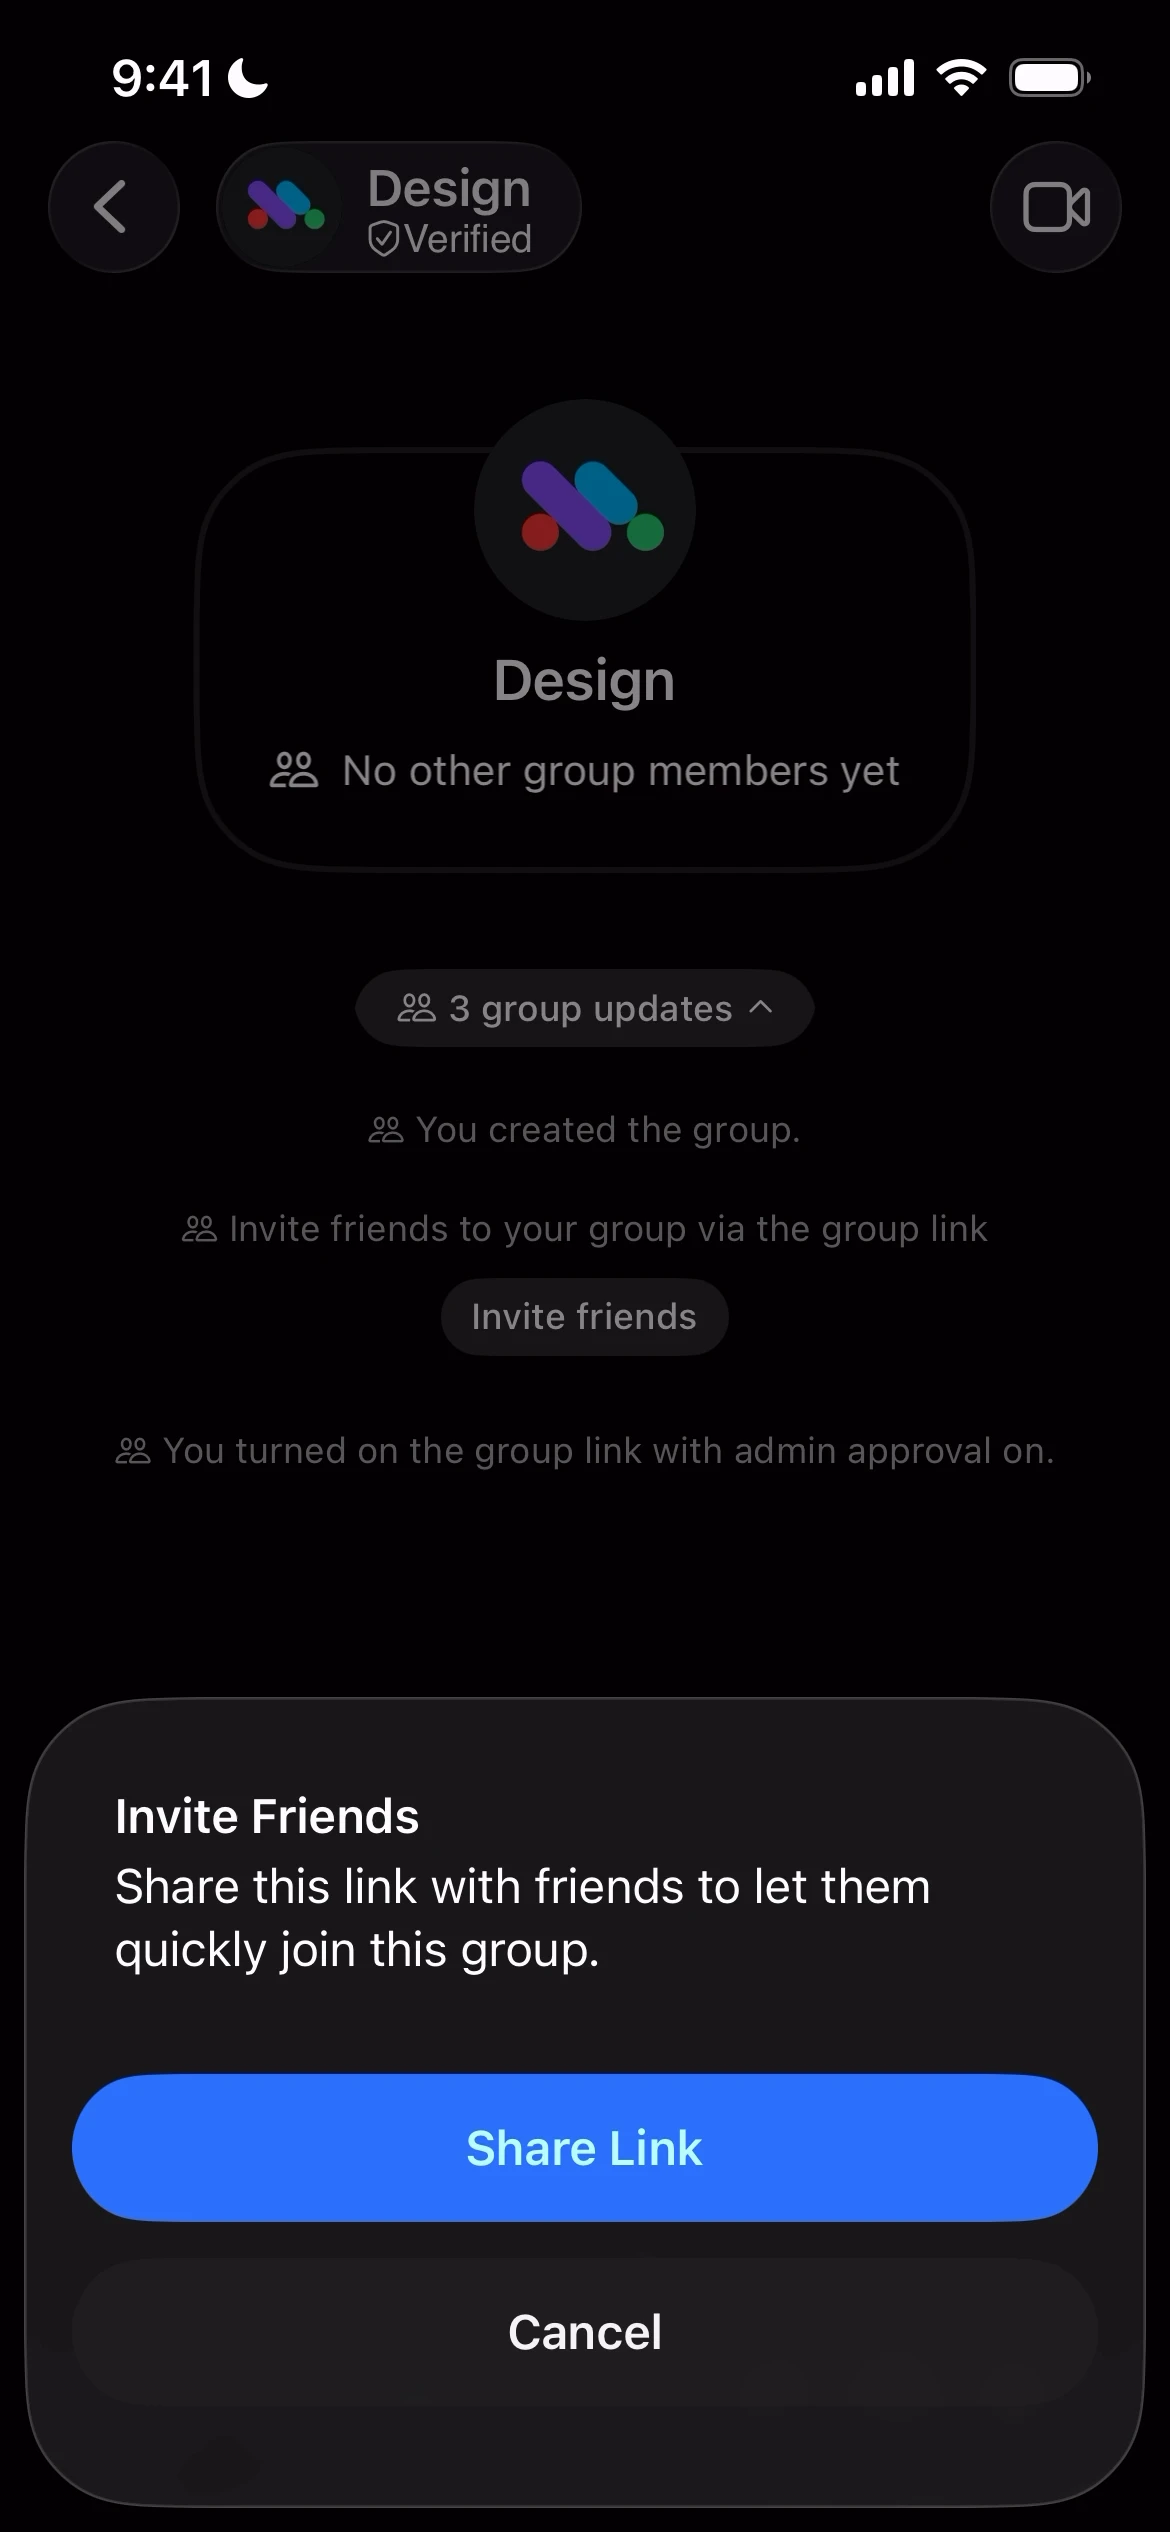 9:41
Design
Verified
Design
No other group members yet
3 group updates
You created the group.
Invite friends to your group via the group link
Invite friends
You turned on the group link with admin approval on.
Invite Friends
Share this link with friends to let them
quickly join this group.
Share Link
Cancel